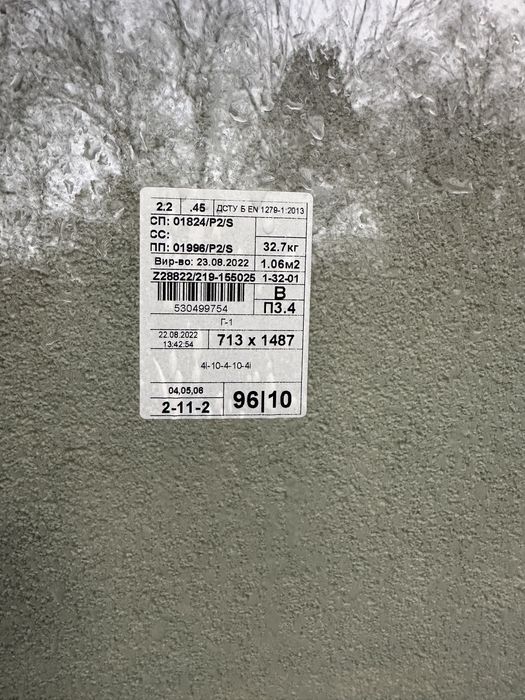 2.2 .45 ДСТУ Б EN 1279-1:2013
СП: 01824/P2/S
СС:
ПП: 01996/P2/S 32.7кг
Вир-во: 23.08.2022 1.06м2
Z28822/219-155025 1-32-01
В
530499754 П3.4
Г-1
22.08.2022
13:42:54 713 x 1487
4i-10-4-10-4i
04,05,06
2-11-2 96|10